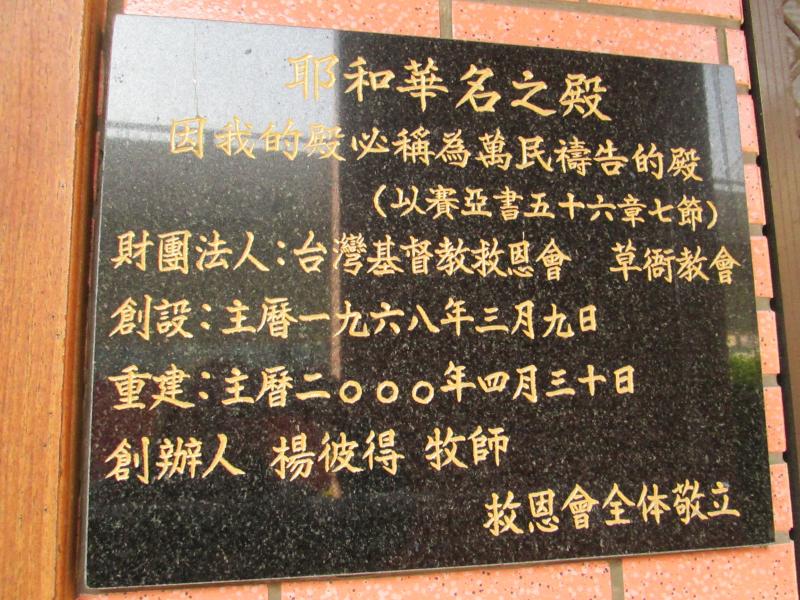 耶和華名之殿
因我的殿必稱為萬民禱告的殿
(以賽亞書五十六章七節)
財團法人:台灣基督教救恩會 草衙教會
創設:主曆一九六八年三月九日
重建:主曆二〇〇〇年四月三十日
創辦人 楊彼得 牧師
救恩會全体敬立